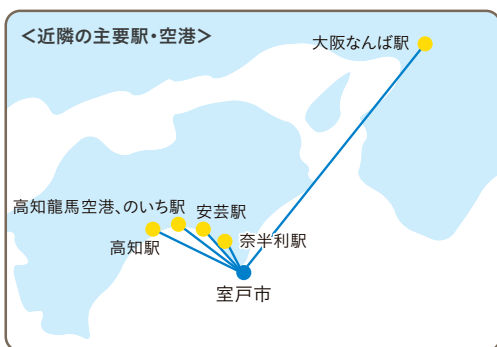 ＜近隣の主要駅・空港＞
大阪なんば駅
高知龍馬空港、のいち駅
安芸駅
高知駅
奈半利駅
室戸市